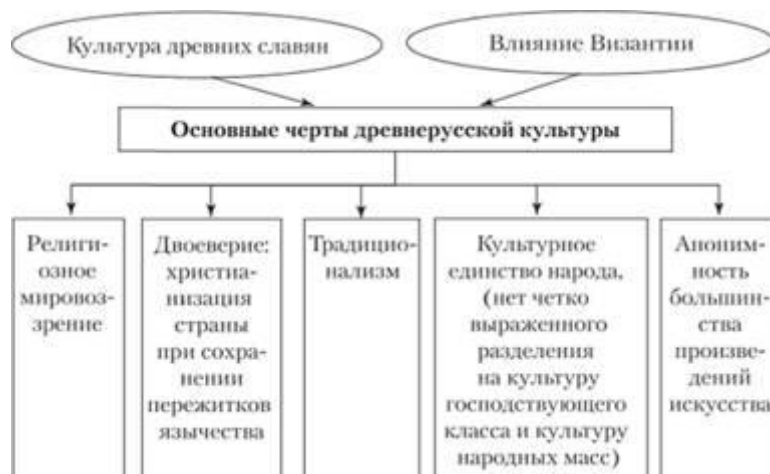 Культура древних славян
Влияние Византии
Основные черты древнерусской культуры
Религи-
озное
мировоз-
зрение
Двоеверие:
христиа-
низация
страны
при сохра-
нении
пережитков
язычества
Традицио-
нализм
Культурное
единство народа,
(нет четко
выраженного
разделения
на культуру
господствующего
класса и культуру
народных масс)
Аноним-
ность
большин-
ства
произве-
дений
искусства